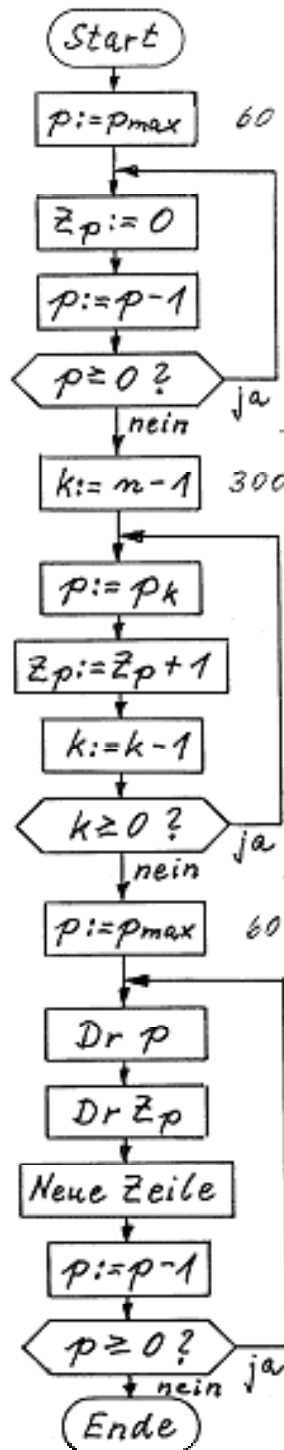 Start
p:=pmax 60
Zp:=0
p:=p-1
p≥0?
ja
nein
k:=n-1 300
p:=pk
Zp:=Zp+1
k:=k-1
k≥0?
ja
nein
p:=pmax 60
Dr p
Dr Zp
Neue Zeile
p:=p-1
p≥0?
ja
nein
Ende